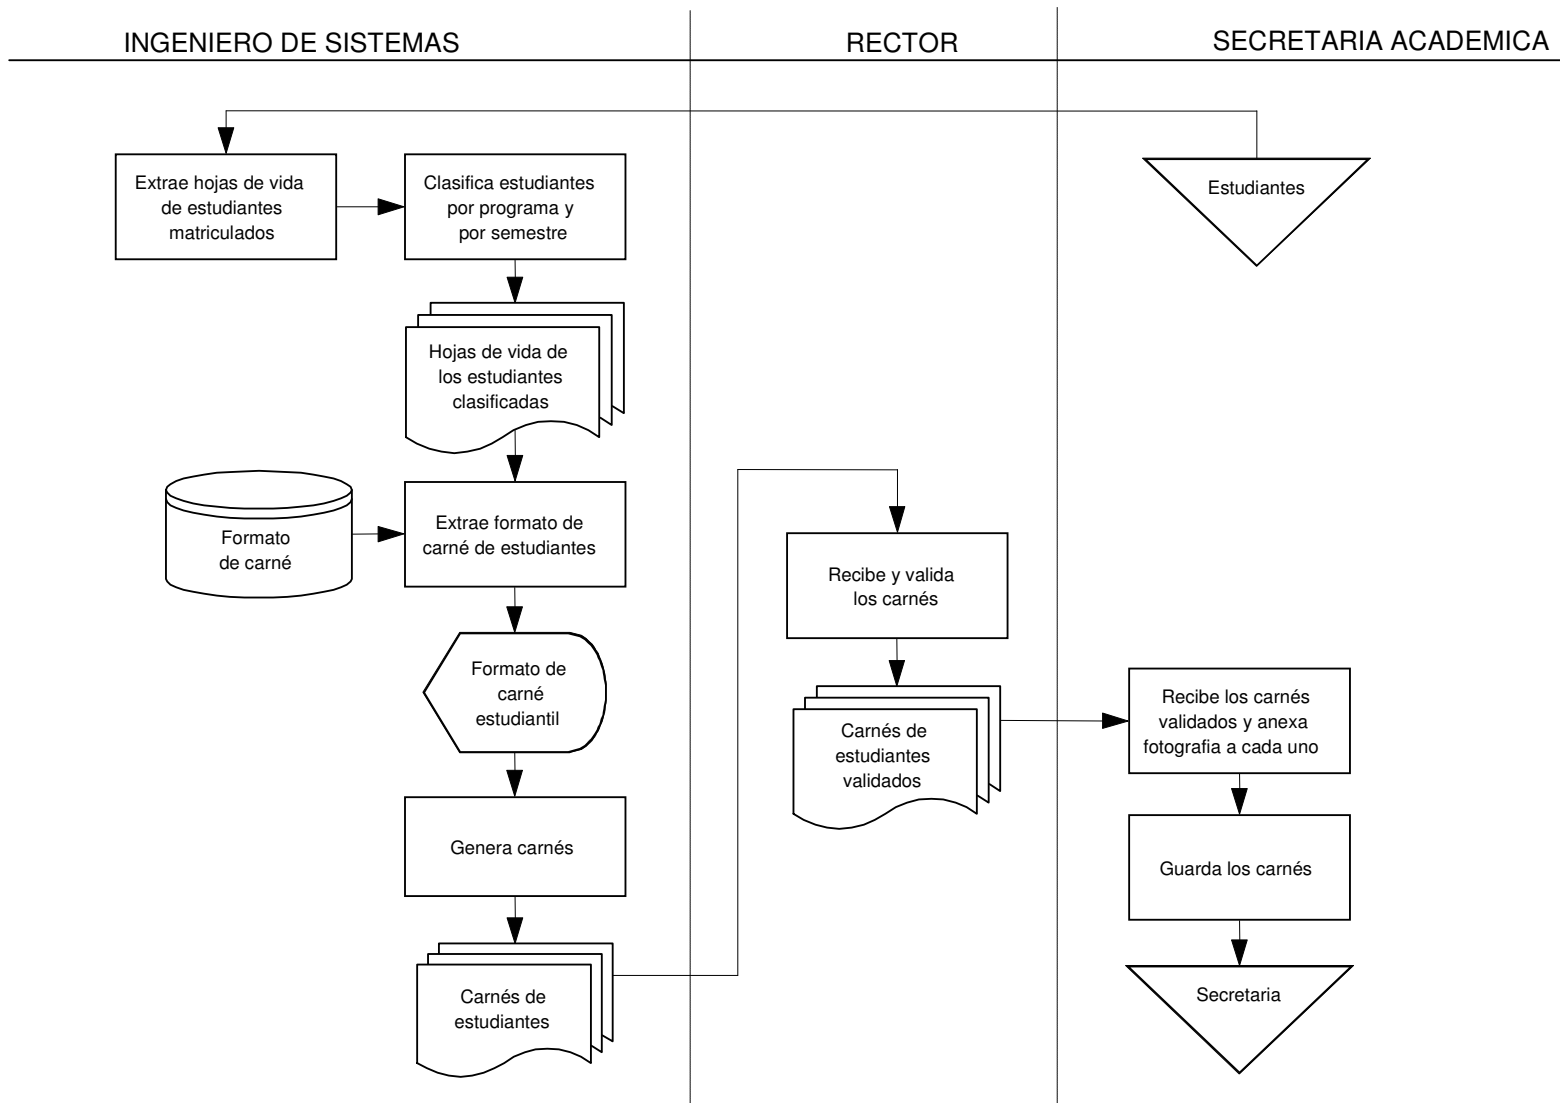 INGENIERO DE SISTEMAS
RECTOR
SECRETARIA ACADEMICA
Estudiantes
Extrae hojas de vida
de estudiantes
matriculados
Clasifica estudiantes
por programa y
por semestre
Hojas de vida de
los estudiantes
clasificadas
Formato
de carné
Extrae formato de
carné de estudiantes
Formato de
carné
estudiantil
Genera carnés
Carnés de
estudiantes
Recibe y valida
los carnés
Carnés de
estudiantes
validados
Recibe los carnés
validados y anexa
fotografia a cada uno
Guarda los carnés
Secretaria